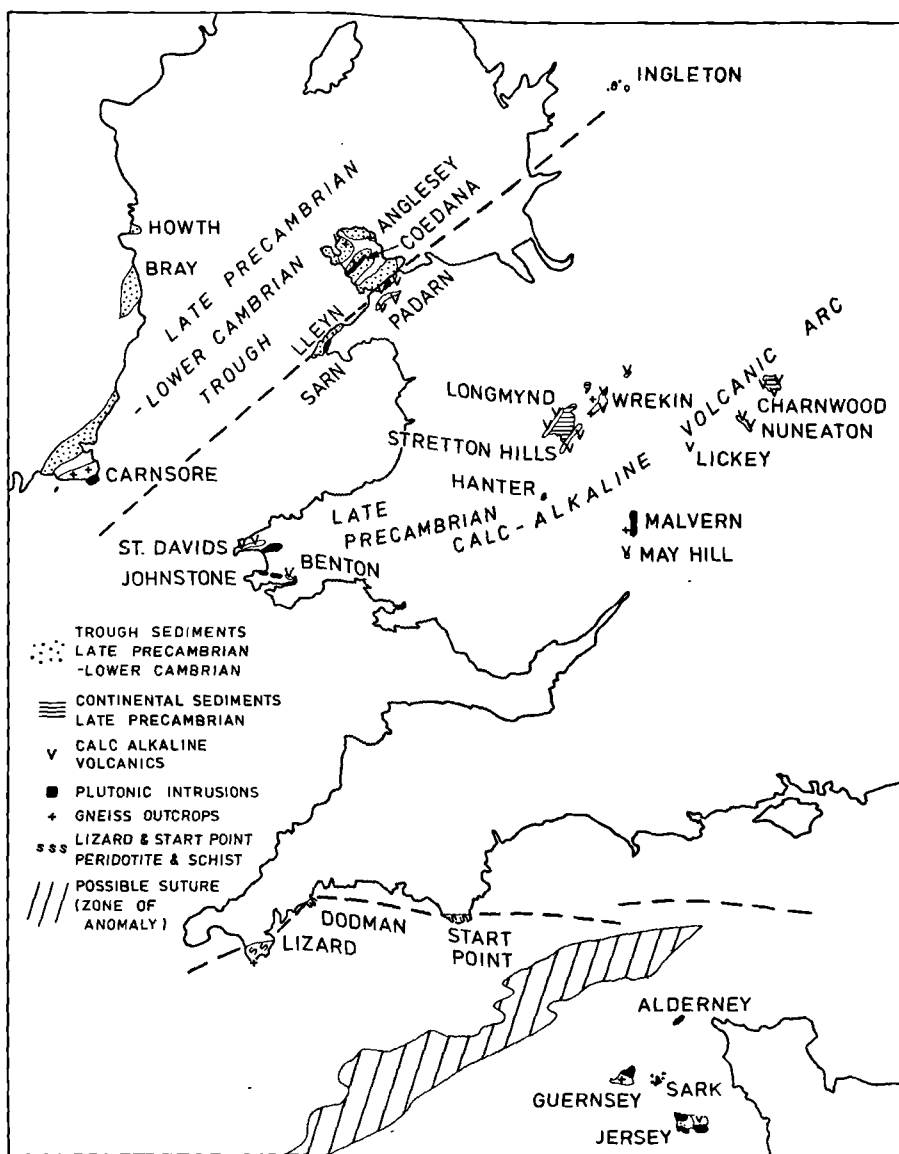 INGLETON
ANGLESEY
COEDANA
HOWTH
BRAY
LATE PRECAMBRIAN
-LOWER CAMBRIAN
TROUGH
LLEYN
PADARN
SARN
CARNSORE
LONGMYND
WREKIN
CHARNWOOD
NUNEATON
STRETTON HILLS
LICKEY
HANTER
LATE
PRECAMBRIAN
CALC-ALKALINE VOLCANIC ARC
MALVERN
MAY HILL
ST. DAVIDS
JOHNSTONE
BENTON
TROUGH SEDIMENTS
LATE PRECAMBRIAN
-LOWER CAMBRIAN
CONTINENTAL SEDIMENTS
LATE PRECAMBRIAN
v CALC ALKALINE
VOLCANICS
PLUTONIC INTRUSIONS
+ GNEISS OUTCROPS
sss LIZARD & START POINT
PERIDOTITE & SCHIST
POSSIBLE SUTURE
(ZONE OF
ANOMALY)
DODMAN
LIZARD
START
POINT
ALDERNEY
GUERNSEY
SARK
JERSEY